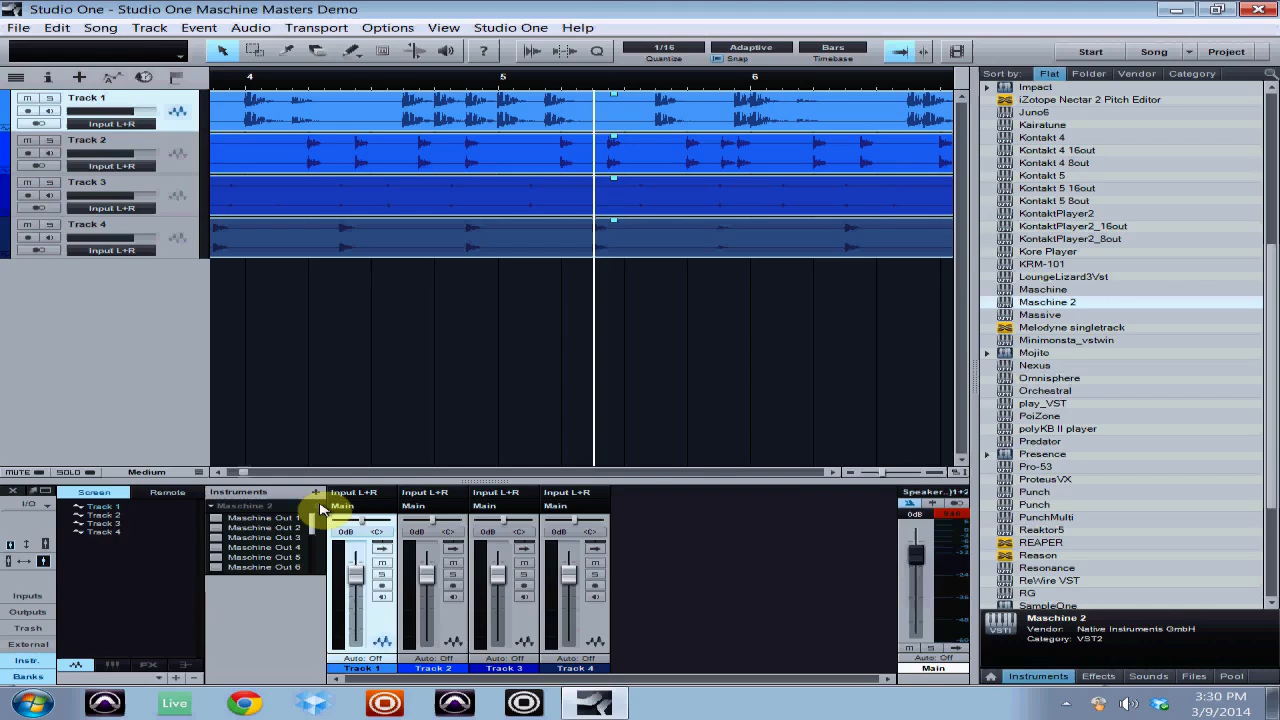 Studio One - Studio One Maschine Masters Demo
File Edit Song Track Event Audio Transport Options View Studio One Help
1/16 Adaptive Bars Start Song Project
Quantize Snap Timebase
Sort by: Flat Folder Vendor Category
4 5 6
Track 1
Input L+R
Track 2
Input L+R
Track 3
Input L+R
Track 4
Input L+R
Impact
iZotope Nectar 2 Pitch Editor
Juno6
Kairatune
Kontakt 4
Kontakt 4 16out
Kontakt 4 8out
Kontakt 5
Kontakt 5 16out
Kontakt 5 8out
KontaktPlayer2
KontaktPlayer2_16out
KontaktPlayer2_8out
Kore Player
KRM-101
LoungeLizard3Vst
Maschine
Maschine 2
Massive
Melodyne singletrack
Minimonsta_vstwin
Mojito
Nexus
Omnisphere
Orchestral
play_VST
PoiZone
polyKB II player
Predator
Presence
Pro-53
ProteusVX
Punch
Punch
PunchMulti
Reaktor5
REAPER
Reason
Resonance
ReWire VST
RG
SampleOne
MUTE SOLO Medium
Screen Remote Instruments Input L+R Input L+R Input L+R Input L+R Speaker..)1+2
I/O Track 1 Maschine 2 Main Main Main Main
Track 2
Track 3
Track 4
Maschine Out 1
Maschine Out 2
Maschine Out 3
Maschine Out 4
Maschine Out 5
Maschine Out 6
0dB <C> 0dB <C> 0dB <C> 0dB <C> 0dB
Inputs
Outputs
Trash
External
Instr.
Banks
FX
Auto: Off Auto: Off Auto: Off Auto: Off Auto: Off
Track 1 Track 2 Track 3 Track 4 Main
Maschine 2
Vendor: Native Instruments GmbH
Category: VST2
VSTi
Instruments Effects Sounds Files Pool
Live
3:30 PM
3/9/2014